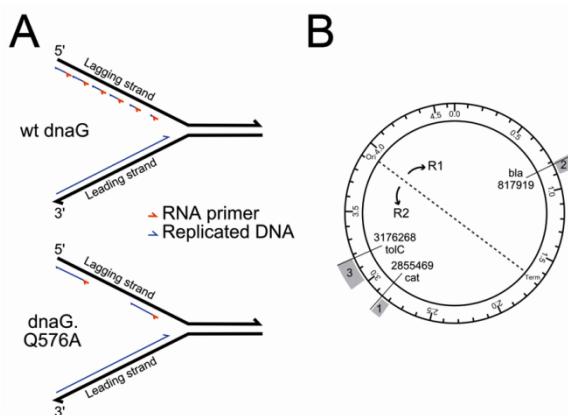 A
5'
Lagging strand
wt dnaG
Leading strand
3'
RNA primer
Replicated DNA
5'
Lagging strand
dnaG.
Q576A
Leading strand
3'
B
0.0
0.5
1.0
1.5
2.0
2.5
3.0
3.5
4.0
4.5
Ori
Term
R1
R2
bla
817919
2
3176268
tolC
3
2855469
cat
1